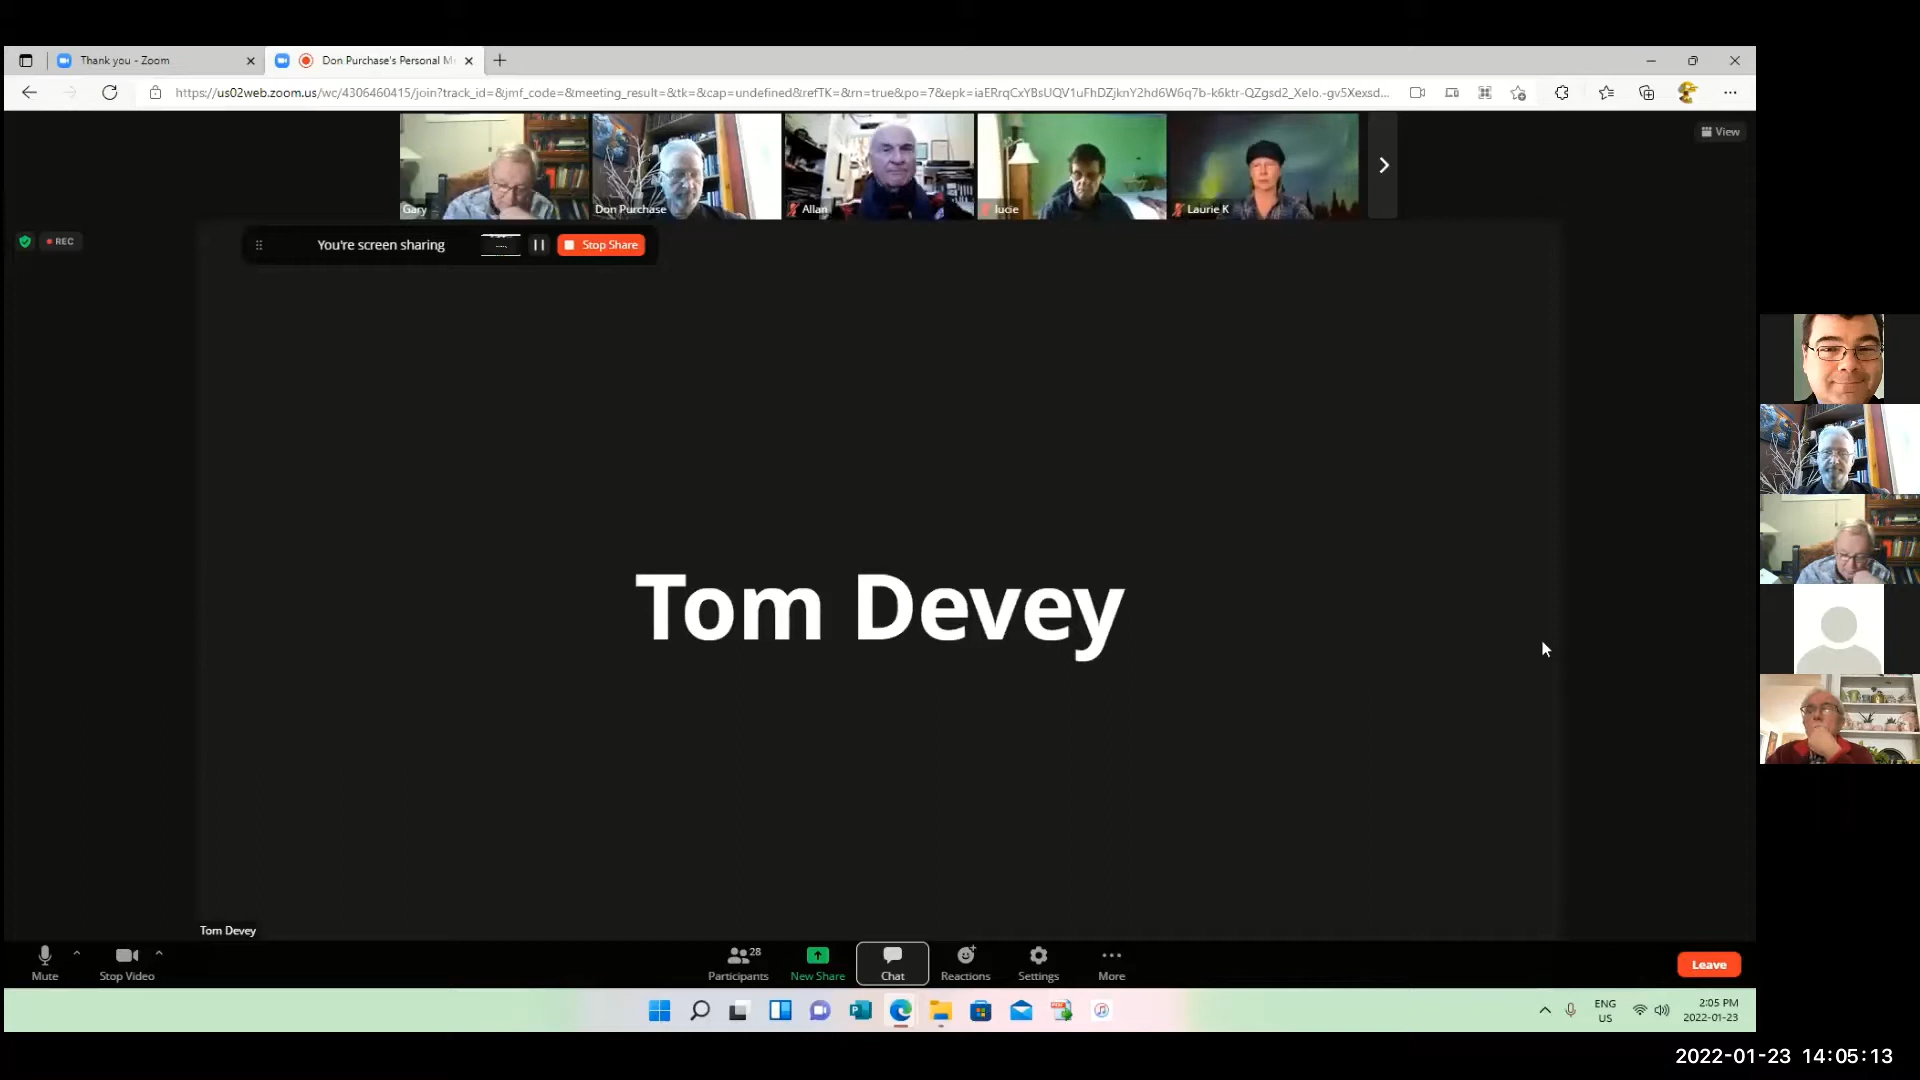 Thank you - Zoom
Don Purchase's Personal M
https://us02web.zoom.us/wc/4306460415/join?track_id=&jmf_code=&meeting_result=&tk=&cap=undefined&refTK=&rn=true&po=7&epk=iaERrqCxYBsUQV1uFhDZjknY2hd6W6q7b-k6ktr-QZgsd2_Xelo.-gv5Xexsd...
View
Gary
Don Purchase
Allan
lucie
Laurie K
REC
You're screen sharing
Stop Share
Tom Devey
Tom Devey
Mute
Stop Video
28
Participants
New Share
Chat
Reactions
Settings
More
Leave
ENG
US
2:05 PM
2022-01-23
2022-01-23 14:05:13